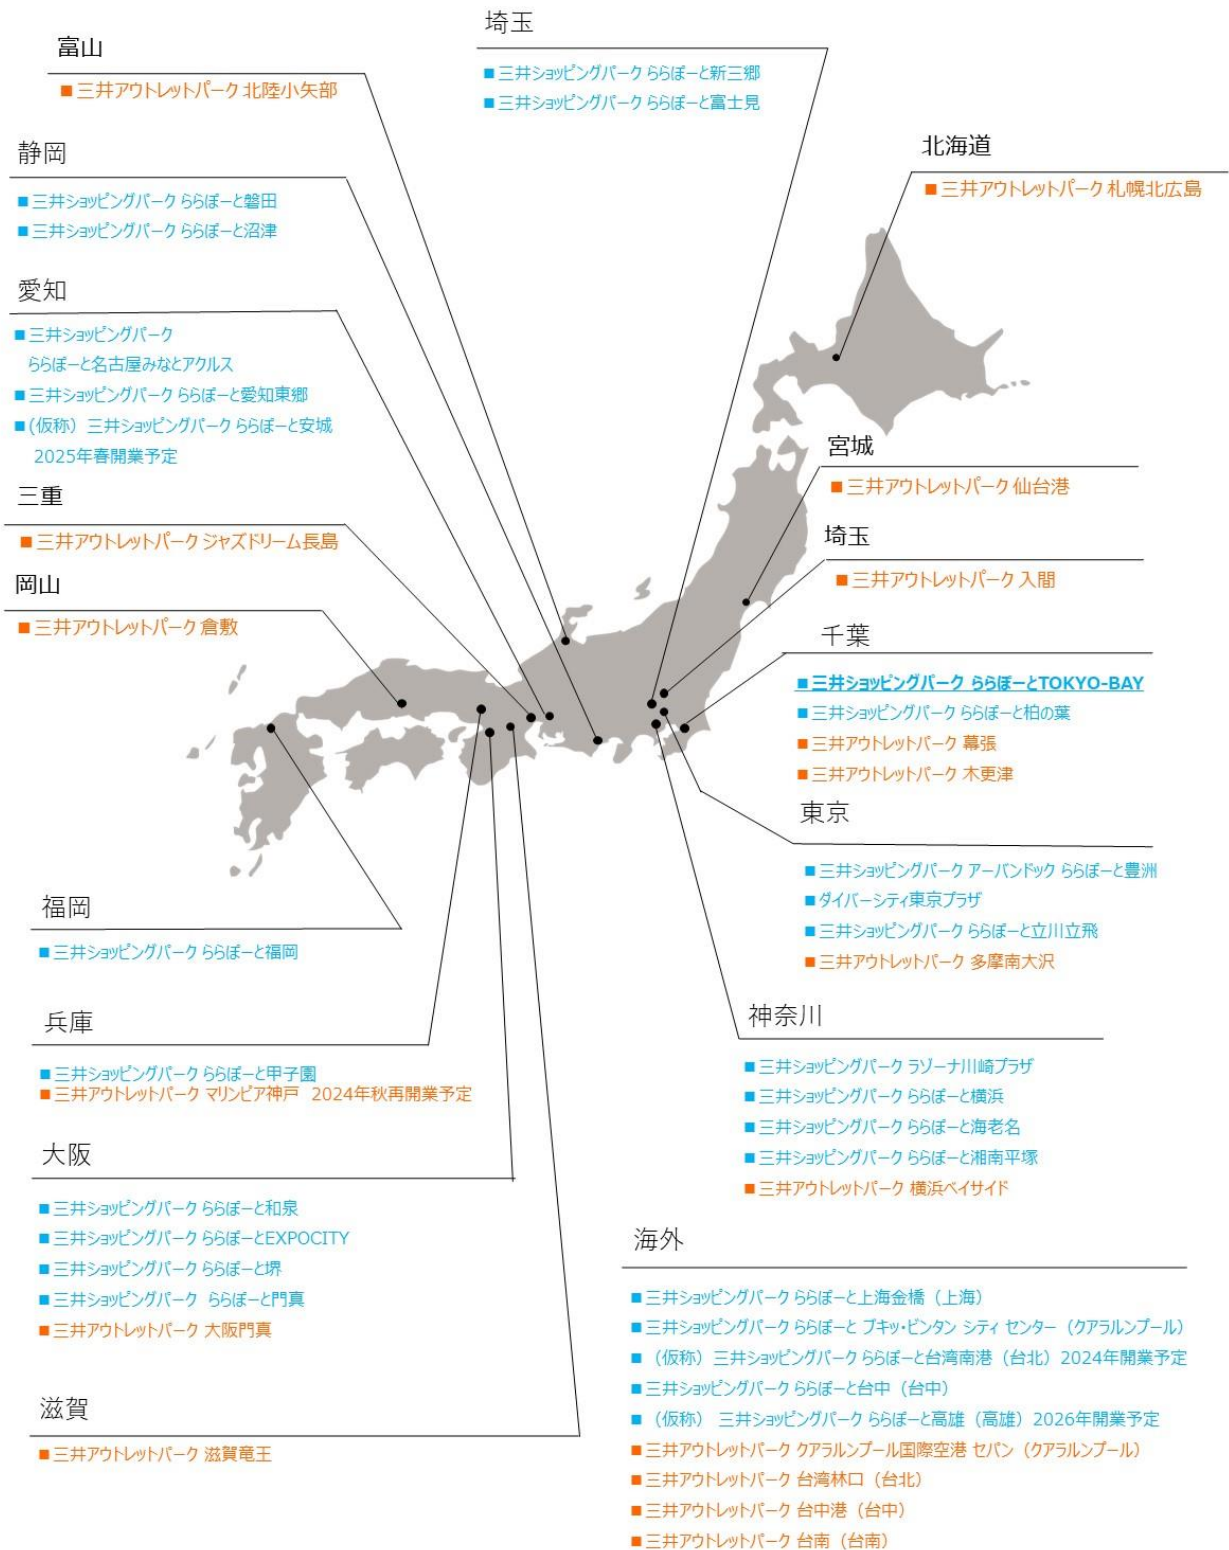 富山
■三井アウトレットパーク 北陸小矢部
静岡
■三井ショッピングパーク ららぽーと磐田
■三井ショッピングパーク ららぽーと沼津
愛知
■三井ショッピングパーク
ららぽーと名古屋みなとアクルス
■三井ショッピングパーク ららぽーと愛知東郷
■(仮称) 三井ショッピングパーク ららぽーと安城
2025年春開業予定
三重
■三井アウトレットパーク ジャズドリーム長島
岡山
■三井アウトレットパーク 倉敷
埼玉
■三井ショッピングパーク ららぽーと新三郷
■三井ショッピングパーク ららぽーと富士見
北海道
■三井アウトレットパーク 札幌北広島
宮城
■三井アウトレットパーク 仙台港
埼玉
■三井アウトレットパーク 入間
千葉
■三井ショッピングパーク ららぽーとTOKYO-BAY
■三井ショッピングパーク ららぽーと柏の葉
■三井アウトレットパーク 幕張
■三井アウトレットパーク 木更津
東京
■三井ショッピングパーク アーバンドック ららぽーと豊洲
■ダイバーシティ東京プラザ
■三井ショッピングパーク ららぽーと立川立飛
■三井アウトレットパーク 多摩南大沢
神奈川
■三井ショッピングパーク ラゾーナ川崎プラザ
■三井ショッピングパーク ららぽーと横浜
■三井ショッピングパーク ららぽーと海老名
■三井ショッピングパーク ららぽーと湘南平塚
■三井アウトレットパーク 横浜ベイサイド
福岡
■三井ショッピングパーク ららぽーと福岡
兵庫
■三井ショッピングパーク ららぽーと甲子園
■三井アウトレットパーク マリンピア神戸 2024年秋再開業予定
大阪
■三井ショッピングパーク ららぽーと和泉
■三井ショッピングパーク ららぽーとEXPOCITY
■三井ショッピングパーク ららぽーと堺
■三井ショッピングパーク ららぽーと門真
■三井アウトレットパーク 大阪門真
滋賀
■三井アウトレットパーク 滋賀竜王
海外
■三井ショッピングパーク ららぽーと上海金橋（上海）
■三井ショッピングパーク ららぽーと ブキッ・ビンタン シティ センター（クアラルンプール）
■（仮称）三井ショッピングパーク ららぽーと台湾南港（台北）2024年開業予定
■三井ショッピングパーク ららぽーと台中（台中）
■（仮称） 三井ショッピングパーク ららぽーと高雄（高雄）2026年開業予定
■三井アウトレットパーク クアラルンプール国際空港 セパン（クアラルンプール）
■三井アウトレットパーク 台湾林口（台北）
■三井アウトレットパーク 台中港（台中）
■三井アウトレットパーク 台南（台南）